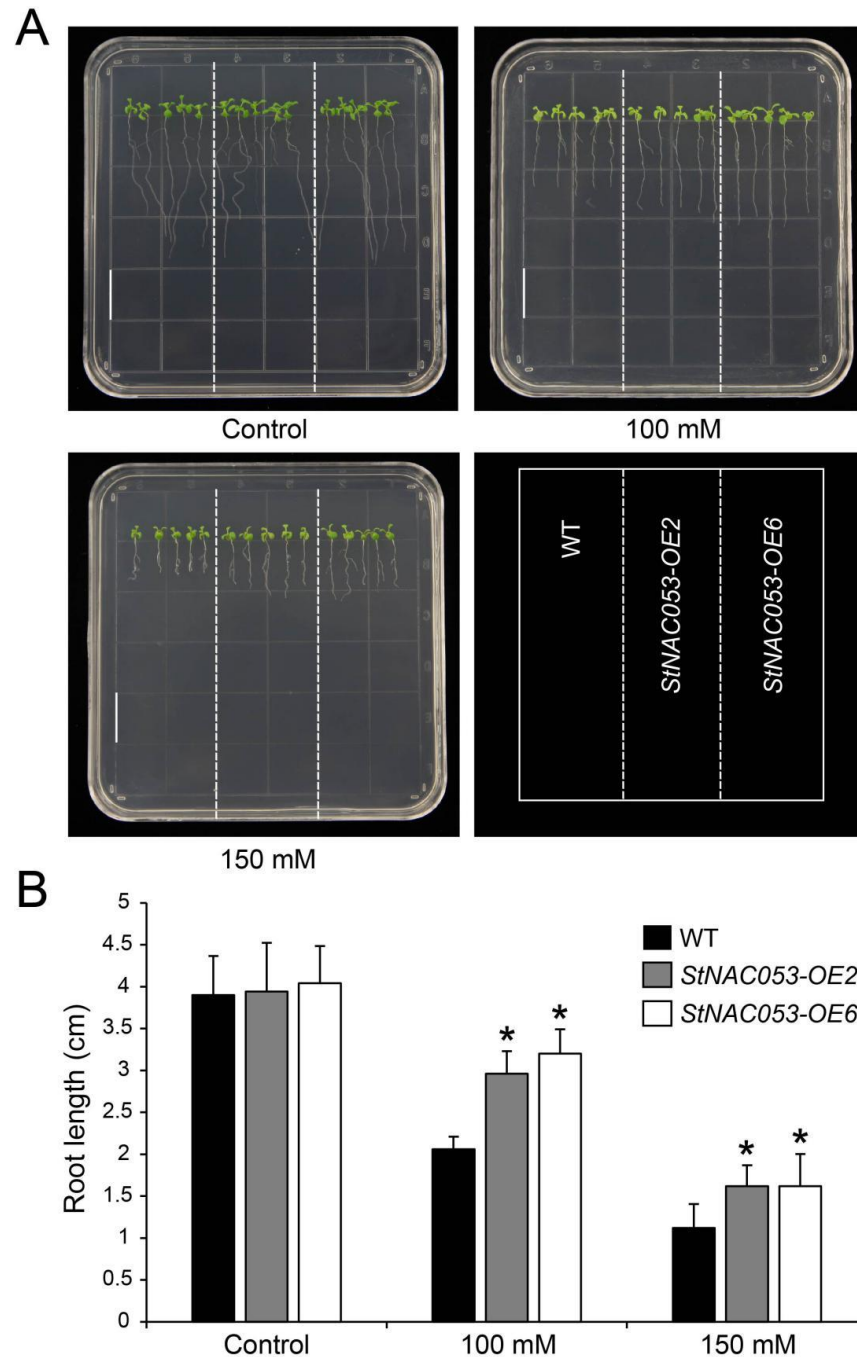 A
Control
100 mM
150 mM
WT
StNAC053-OE2
StNAC053-OE6
B
Root length (cm)
5
4.5
4
3.5
3
2.5
2
1.5
1
0.5
0
WT
StNAC053-OE2
StNAC053-OE6
* *
* *
Control 100 mM 150 mM